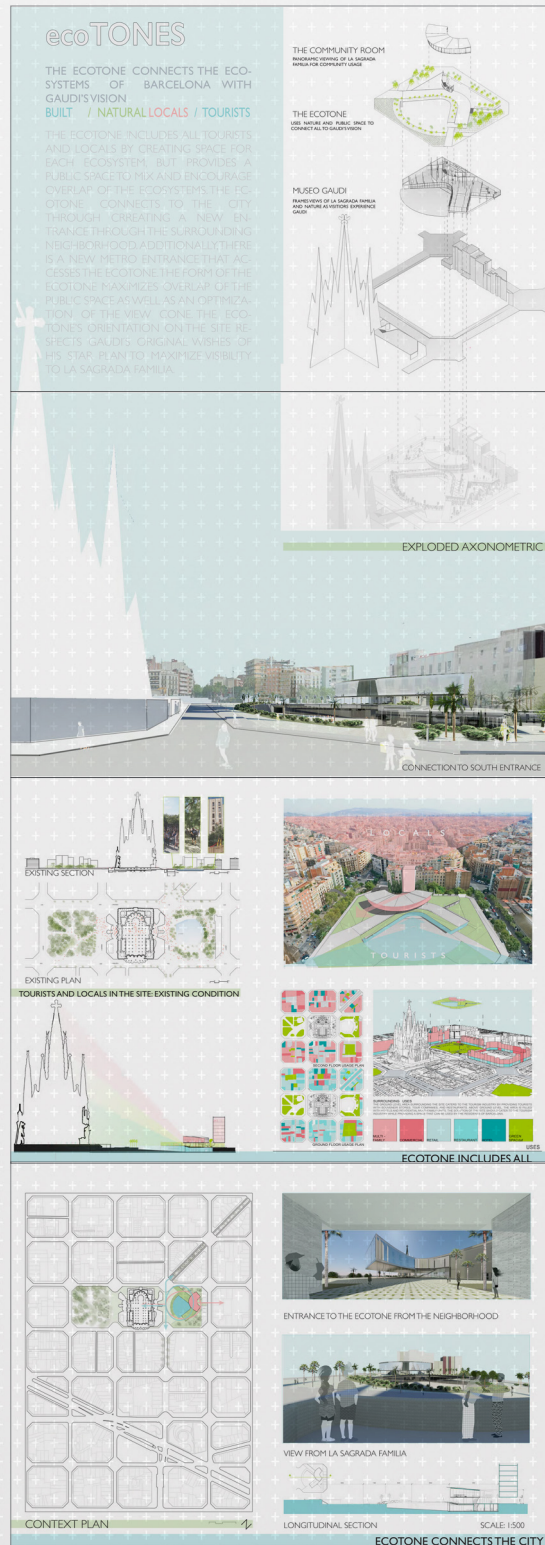 ecoTONES
THE ECOTONE CONNECTS THE ECO-
SYSTEMS OF BARCELONA WITH
GAUDI'S VISION
BUILT / NATURAL LOCALS / TOURISTS
THE ECOTONE INCLUDES ALL TOURISTS
AND LOCALS BY CREATING SPACE FOR
EACH ECOSYSTEM, BUT PROVIDES A
PUBLIC SPACE TO MIX AND ENCOURAGE
OVERLAP OF THE ECOSYSTEMS. THE EC-
OTONE CONNECTS TO THE CITY
THROUGH CREATING A NEW EN-
TRANCE THROUGH THE SURROUNDING
NEIGHBORHOOD. ADDITIONALLY, THERE
IS A NEW METRO ENTRANCE THAT AC-
CESSES THE ECOTONE. THE FORM OF THE
ECOTONE MAXIMIZES OVERLAP OF THE
PUBLIC SPACE AS WELL AS AN OPTIMIZA-
TION OF THE VIEW CONE. THE ECO-
TONE'S ORIENTATION ON THE SITE RE-
SPECTS GAUDI'S ORIGINAL WISHES OF
HIS STAR PLAN TO MAXIMIZE VISIBILITY
TO LA SAGRADA FAMILIA.
THE COMMUNITY ROOM
PANORAMIC VIEWING OF LA SAGRADA
FAMILIA FOR COMMUNITY USAGE
THE ECOTONE
USES NATURE AND PUBLIC SPACE TO
CONNECT ALL TO GAUDI'S VISION
MUSEO GAUDI
FRAMES VIEWS OF LA SAGRADA FAMILIA
AND NATURE AS VISITORS EXPERIENCE
GAUDI
EXPLODED AXONOMETRIC
CONNECTION TO SOUTH ENTRANCE
EXISTING SECTION
EXISTING PLAN
TOURISTS AND LOCALS IN THE SITE: EXISTING CONDITION
LOCALS
TOURISTS
SECOND FLOOR USAGE PLAN
GROUND FLOOR USAGE PLAN
SURROUNDING USES
MULTI-
FAMILY
COMMERCIAL
RETAIL
RESTAURANT
HOTEL
GREEN
SPACES
ECOTONE INCLUDES ALL
ENTRANCE TO THE ECOTONE FROM THE NEIGHBORHOOD
VIEW FROM LA SAGRADA FAMILIA
CONTEXT PLAN
LONGITUDINAL SECTION
SCALE: 1:500
ECOTONE CONNECTS THE CITY